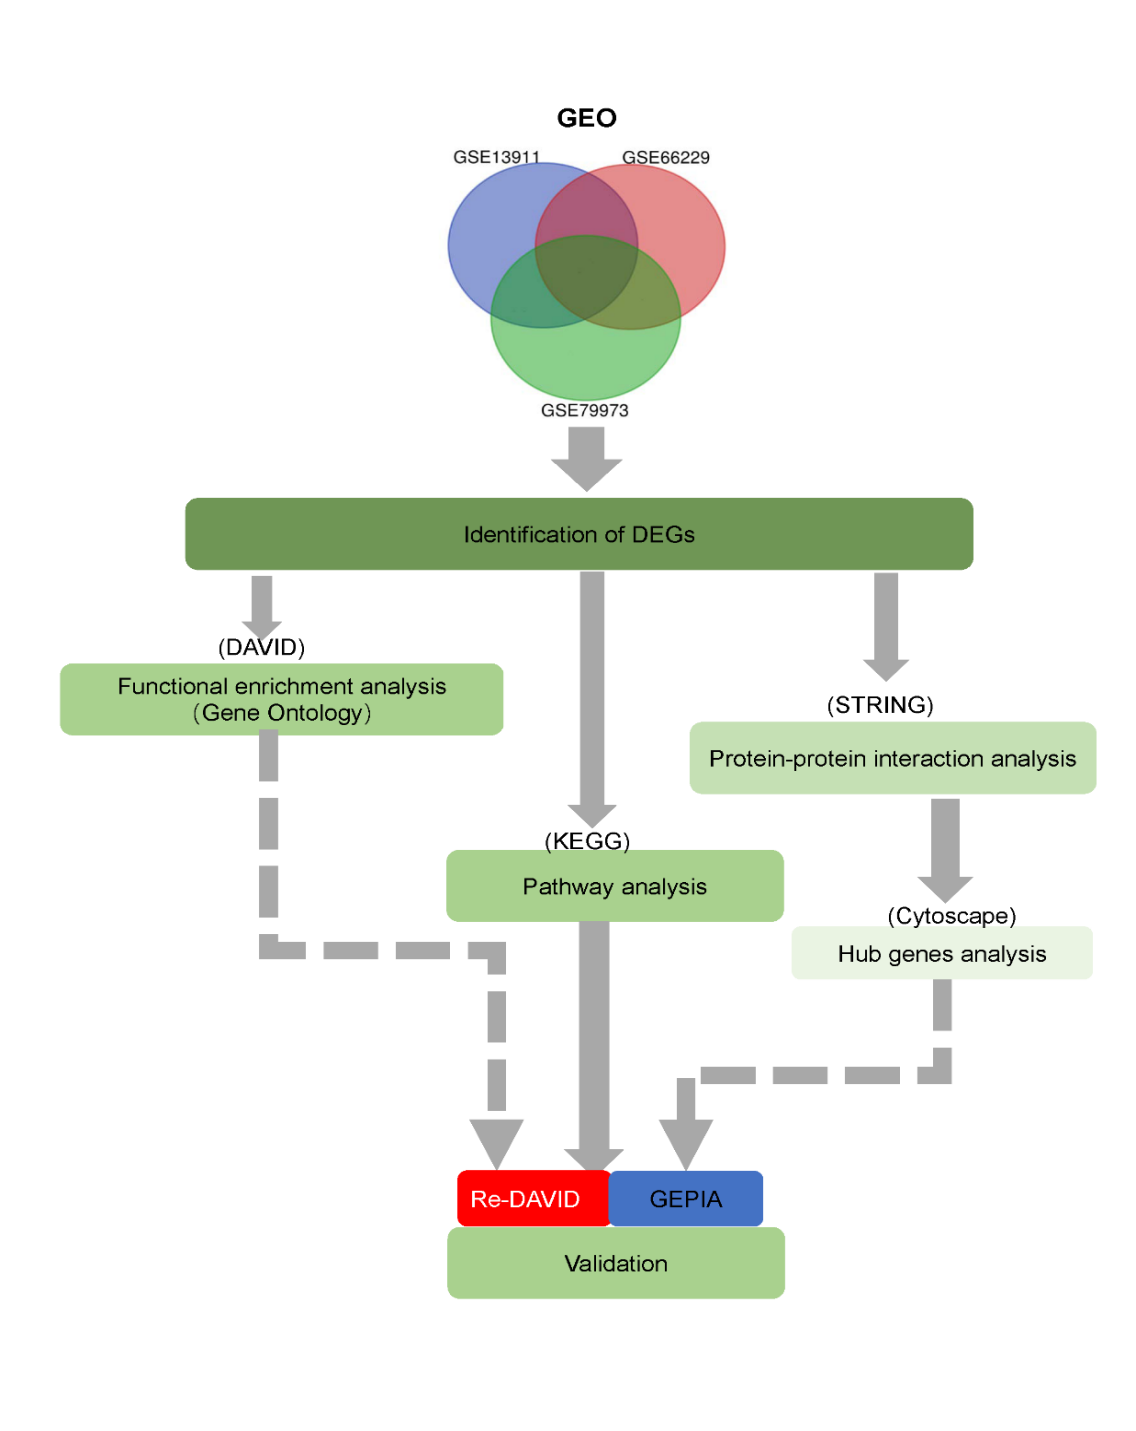 GEO
GSE13911
GSE66229
GSE79973
Identification of DEGs
(DAVID)
Functional enrichment analysis
（Gene Ontology）
(STRING)
Protein-protein interaction analysis
(KEGG)
Pathway analysis
(Cytoscape)
Hub genes analysis
Re-DAVID
GEPIA
Validation